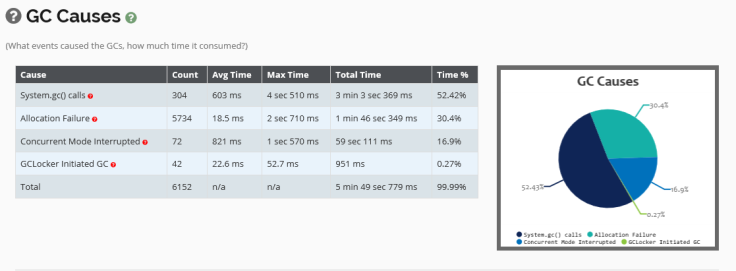 GC Causes
(What events caused the GCs, how much time it consumed?)
Cause Count Avg Time Max Time Total Time Time %
System.gc() calls 304 603 ms 4 sec 510 ms 3 min 3 sec 369 ms 52.42%
Allocation Failure 5734 18.5 ms 2 sec 710 ms 1 min 46 sec 349 ms 30.4%
Concurrent Mode Interrupted 72 821 ms 1 sec 570 ms 59 sec 111 ms 16.9%
GCLocker Initiated GC 42 22.6 ms 52.7 ms 951 ms 0.27%
Total 6152 n/a n/a 5 min 49 sec 779 ms 99.99%
GC Causes
30.4%
52.43%
16.9%
0.27%
System.gc() calls Allocation Failure
Concurrent Mode Interrupted GCLocker Initiated GC